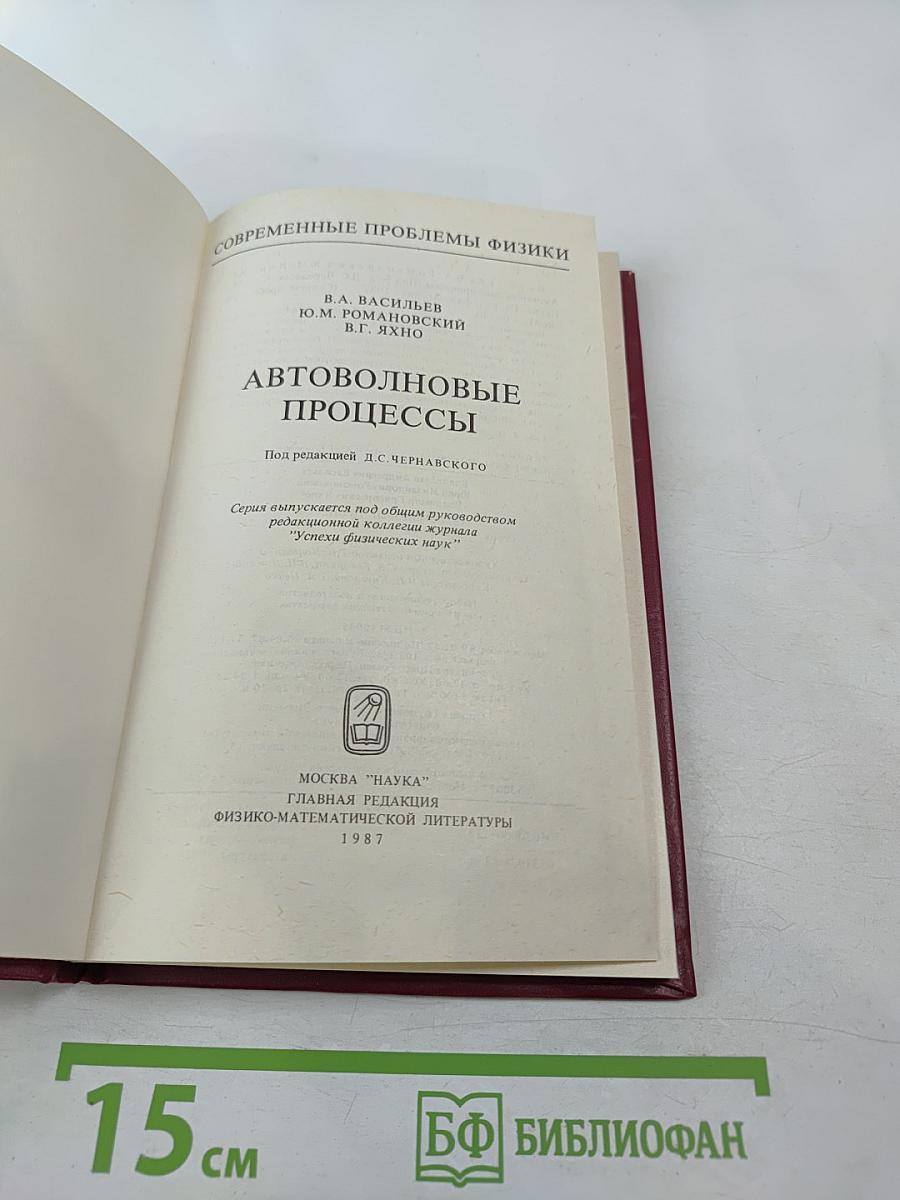 СОВРЕМЕННЫЕ ПРОБЛЕМЫ ФИЗИКИ
В.А. ВАСИЛЬЕВ
Ю.М. РОМАНОВСКИЙ
В.Г. ЯХНО
АВТОВОЛНОВЫЕ
ПРОЦЕССЫ
Под редакцией Д.С. ЧЕРНАВСКОГО
Серия выпускается под общим руководством
редакционной коллегии журнала
"Успехи физических наук"
МОСКВА "НАУКА"
ГЛАВНАЯ РЕДАКЦИЯ
ФИЗИКО-МАТЕМАТИЧЕСКОЙ ЛИТЕРАТУРЫ
1987
15 см
БФ БИБЛИОФАН